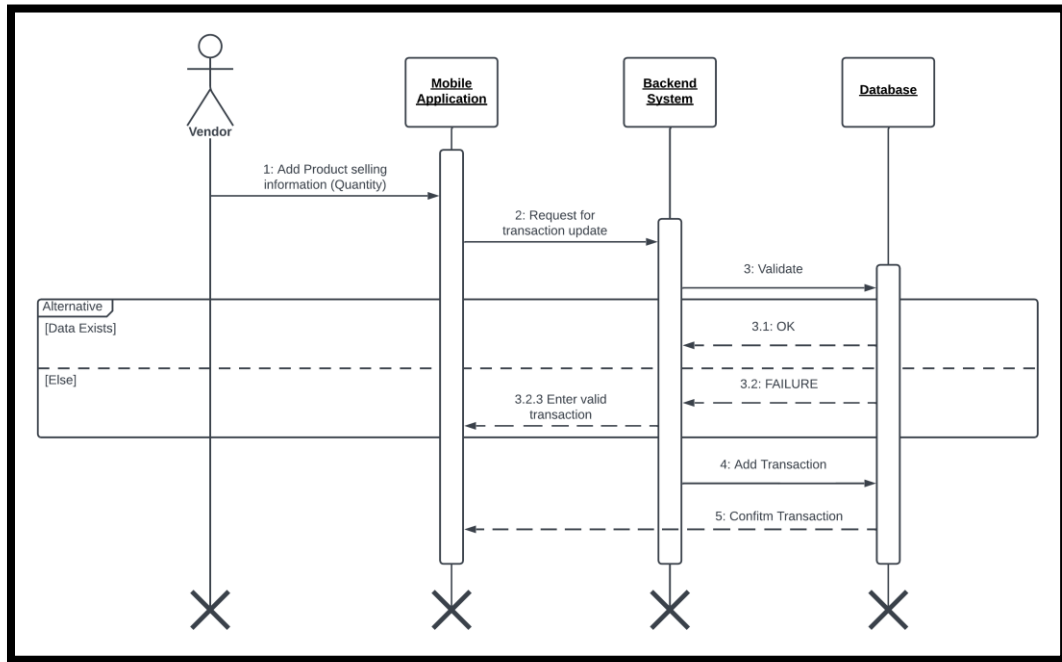 Vendor
Mobile
Application
Backend
System
Database
1: Add Product selling
information (Quantity)
2: Request for
transaction update
3: Validate
Alternative
[Data Exists]
3.1: OK
[Else]
3.2: FAILURE
3.2.3 Enter valid
transaction
4: Add Transaction
5: Confitm Transaction